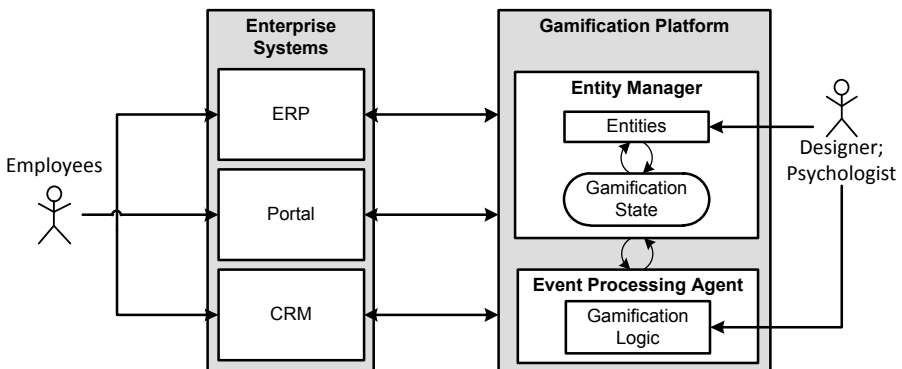 Enterprise
Systems
ERP
Portal
CRM
Employees
Gamification Platform
Entity Manager
Entities
Gamification
State
Event Processing Agent
Gamification
Logic
Designer;
Psychologist